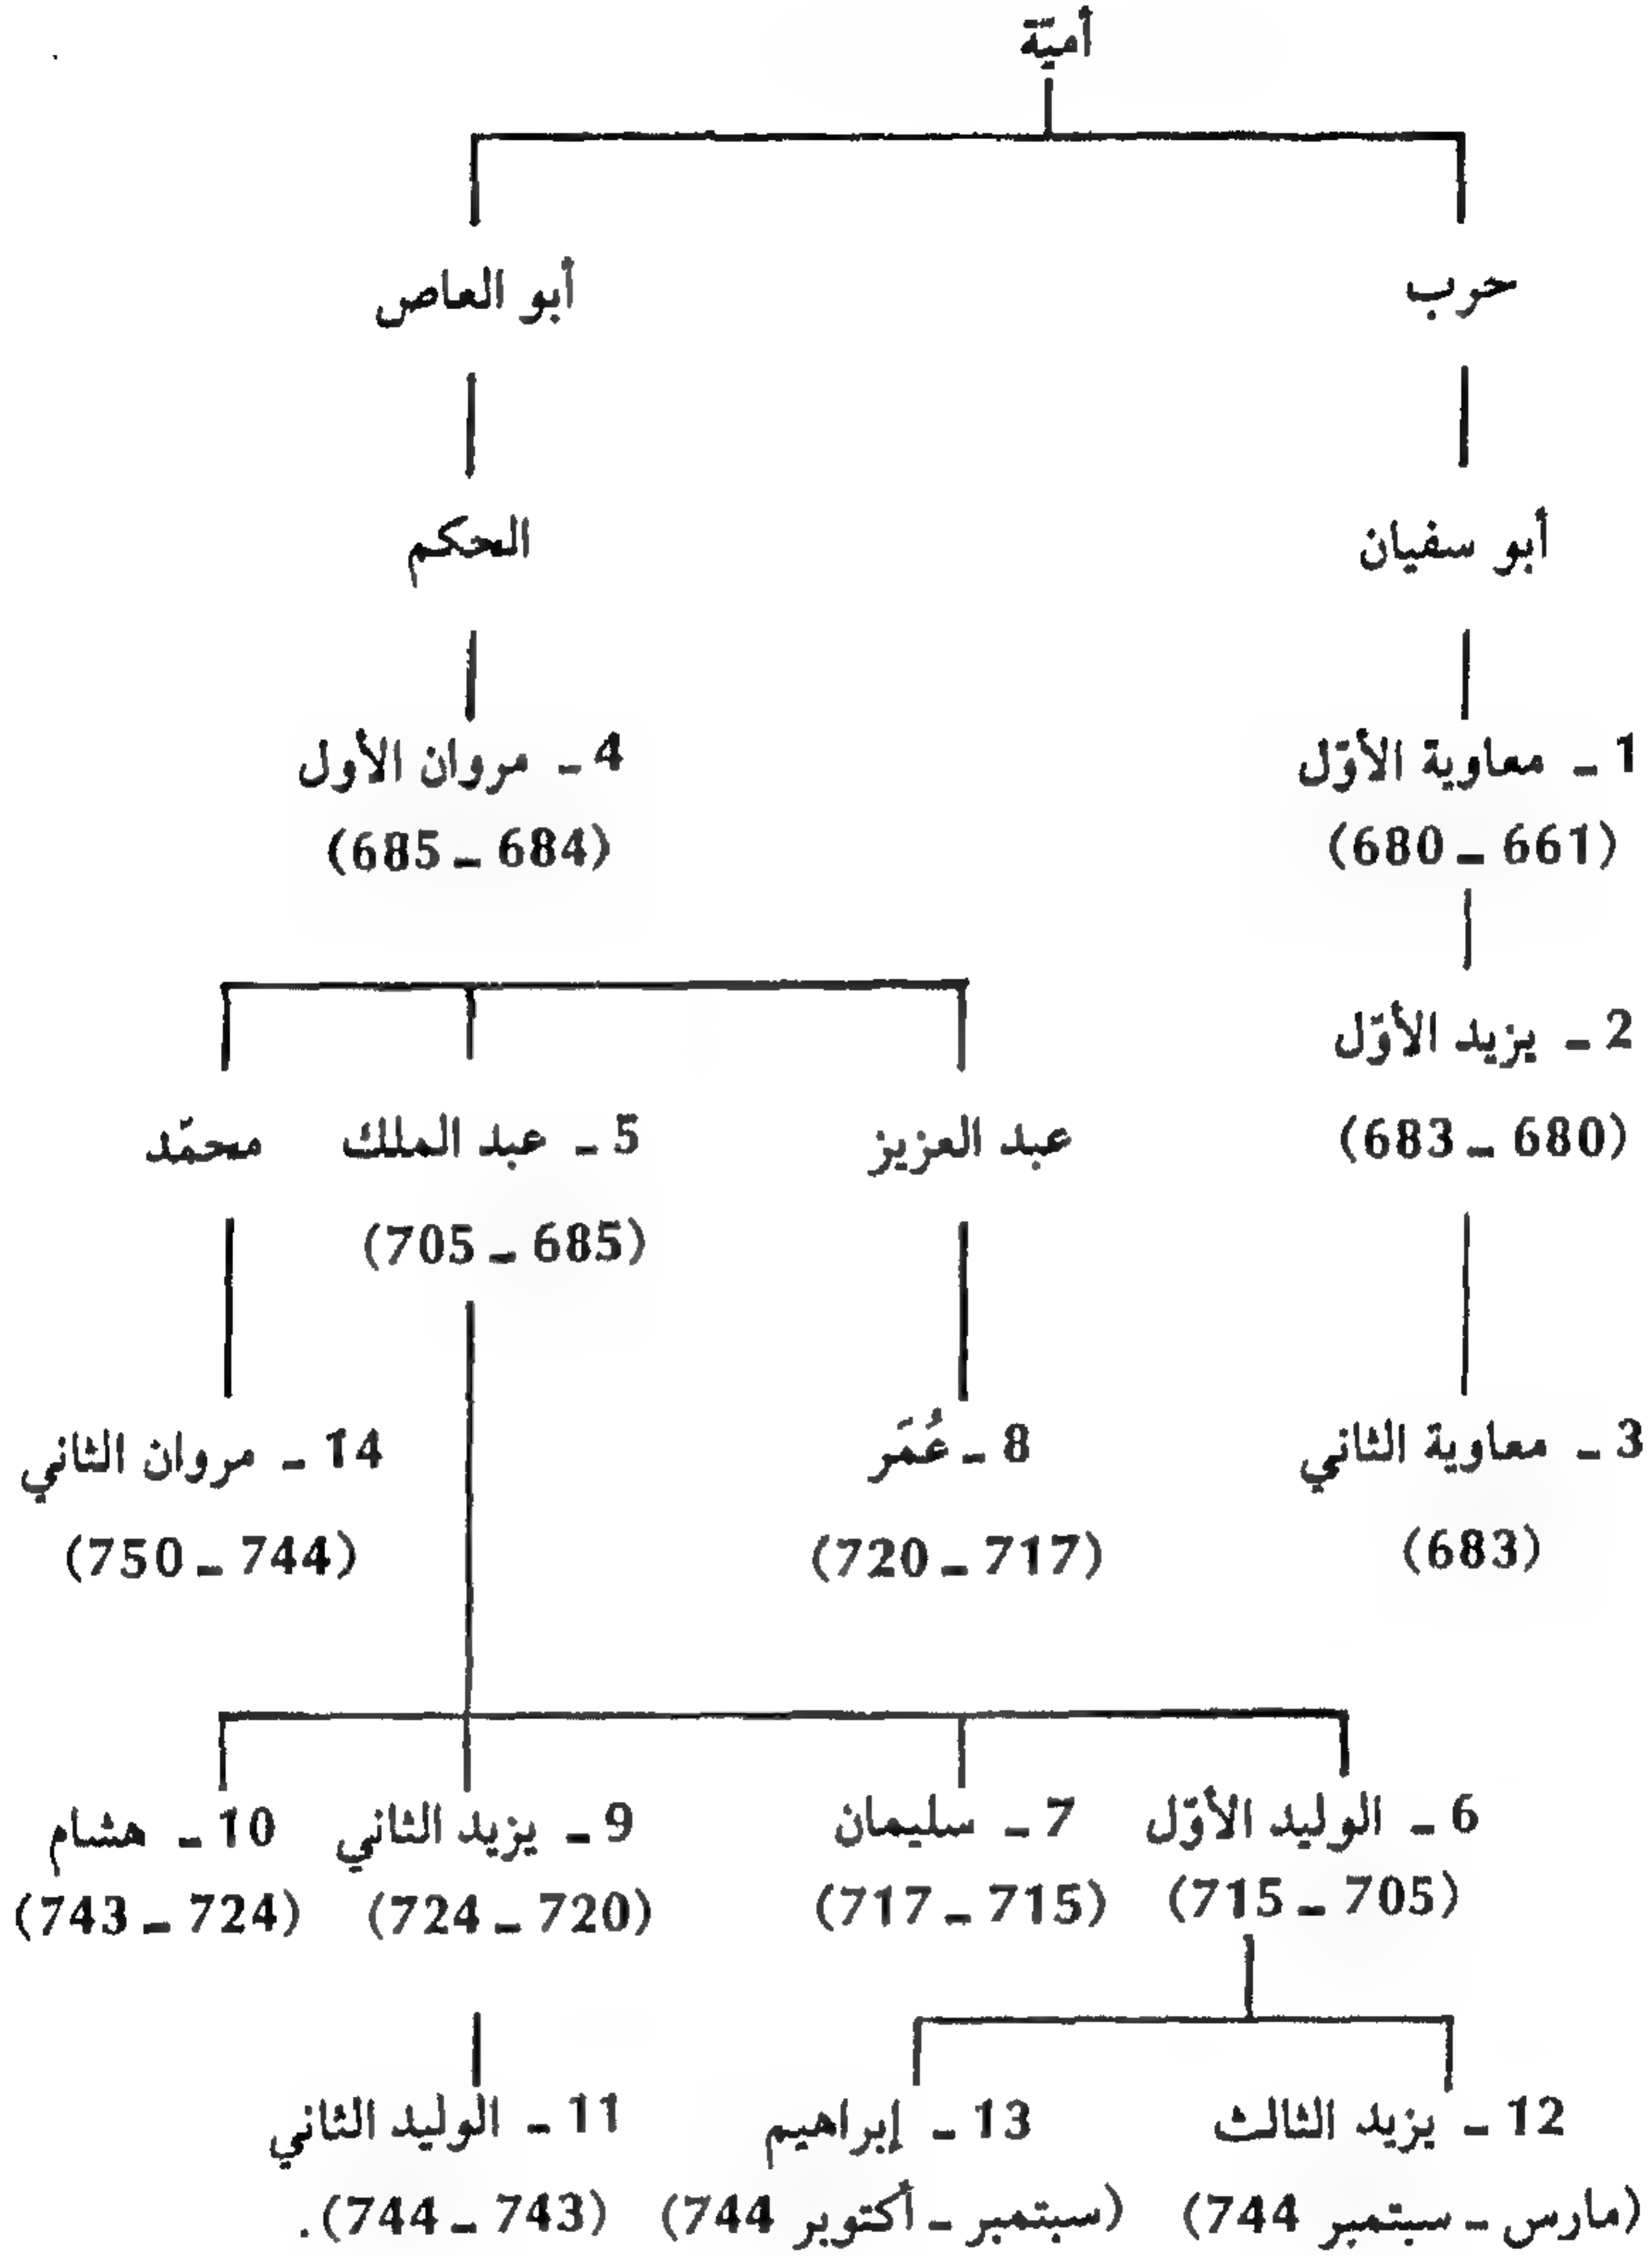 أميّة
حرب
أبو العاص
أبو سفيان
الحكم
1 ـ معاوية الأوّل
(661 ـ 680)
4 ـ مروان الأول
(684 ـ 685)
2 ـ يزيد الأوّل
(680 ـ 683)
عبد العزيز
5 ـ عبد الملك
(685 ـ 705)
محمّد
3 ـ معاوية الثاني
(683)
8 ـ عُمَر
(717 ـ 720)
14 ـ مروان الثاني
(744 ـ 750)
6 ـ الوليد الأوّل
(705 ـ 715)
7 ـ سليمان
(715 ـ 717)
9 ـ يزيد الثاني
(720 ـ 724)
10 ـ هشام
(724 ـ 743)
12 ـ يزيد الثالث
(مارس ـ سبتمبر 744)
13 ـ إبراهيم
(سبتمبر ـ أكتوبر 744)
11 ـ الوليد الثاني
(743 ـ 744).